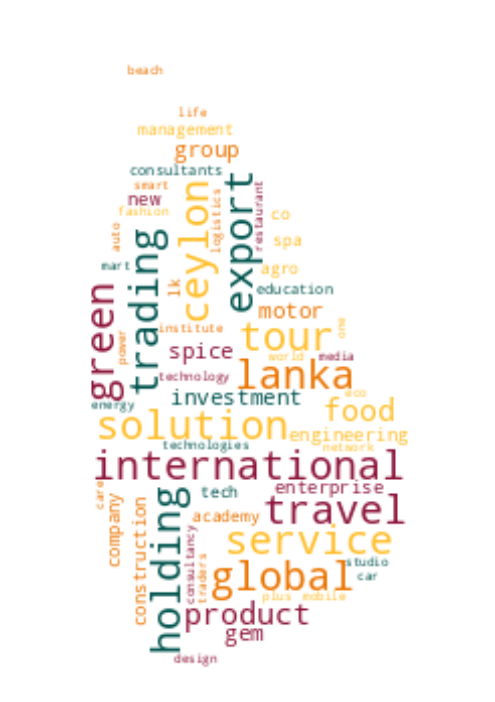 beach
life
management
group
consultants
smart
new
fashion
ceylon
logistics
export
restaurant
co
auto
trading
spa
mart
agro
lk
education
green
motor
institute
tour
one
power
spice
world
media
technology
lanka
energy
investment
eco
food
solution
engineering
technologies
network
international
care
tech
enterprise
company
construction
holding
academy
travel
consultancy
service
traders
studio
global
car
plus
mobile
product
gem
design